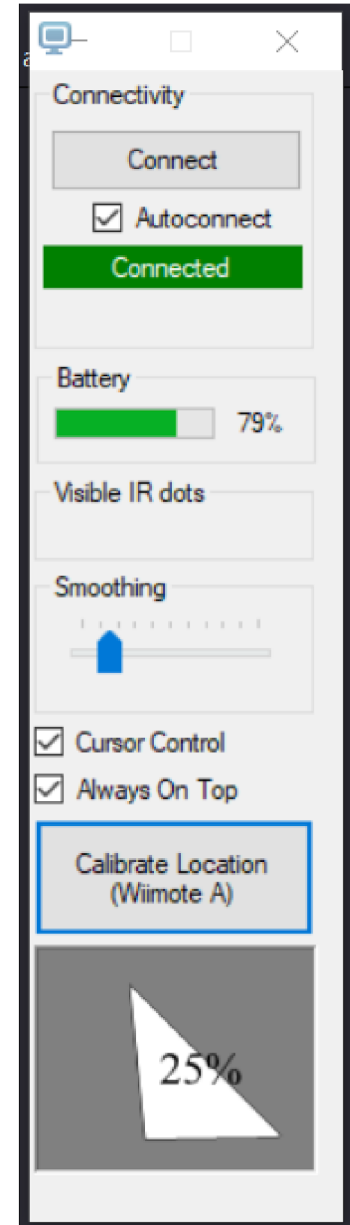 Connectivity
Connect
Autoconnect
Connected
Battery
79%
Visible IR dots
Smoothing
Cursor Control
Always On Top
Calibrate Location
(Wiimote A)
25%